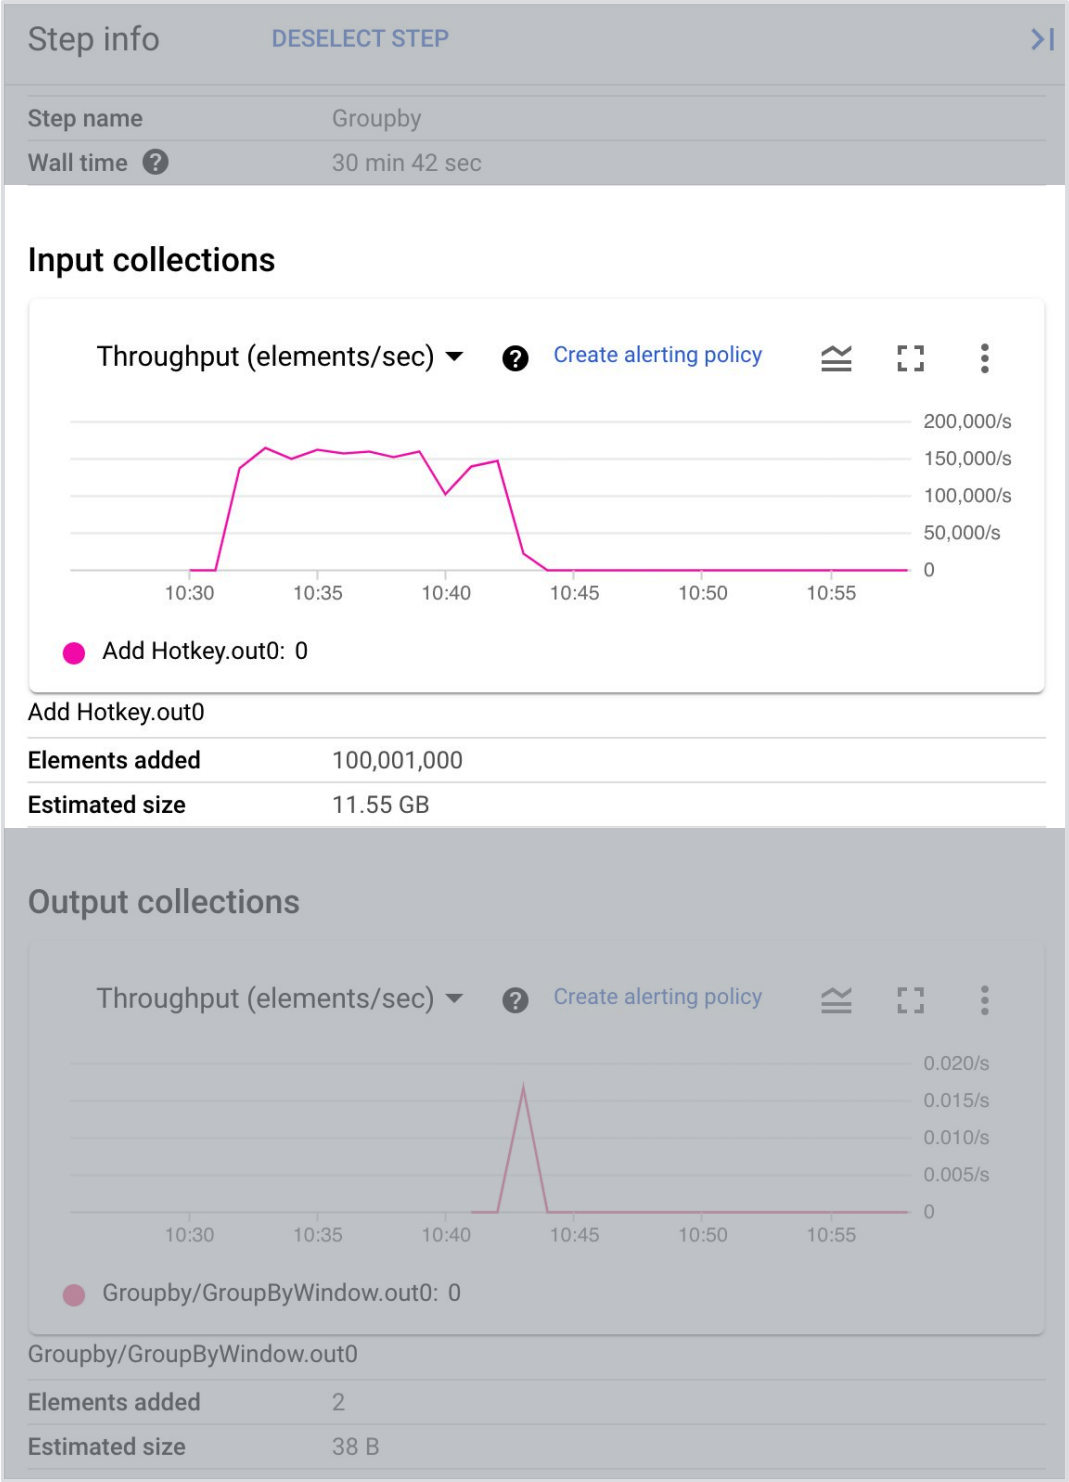 Step info DESELECT STEP
Step name Groupby
Wall time ? 30 min 42 sec
Input collections
Throughput (elements/sec) ? Create alerting policy
200,000/s
150,000/s
100,000/s
50,000/s
0
10:30 10:35 10:40 10:45 10:50 10:55
Add Hotkey.out0: 0
Add Hotkey.out0
Elements added 100,001,000
Estimated size 11.55 GB
Output collections
Throughput (elements/sec) ? Create alerting policy
0.020/s
0.015/s
0.010/s
0.005/s
0
10:30 10:35 10:40 10:45 10:50 10:55
Groupby/GroupByWindow.out0: 0
Groupby/GroupByWindow.out0
Elements added 2
Estimated size 38 B